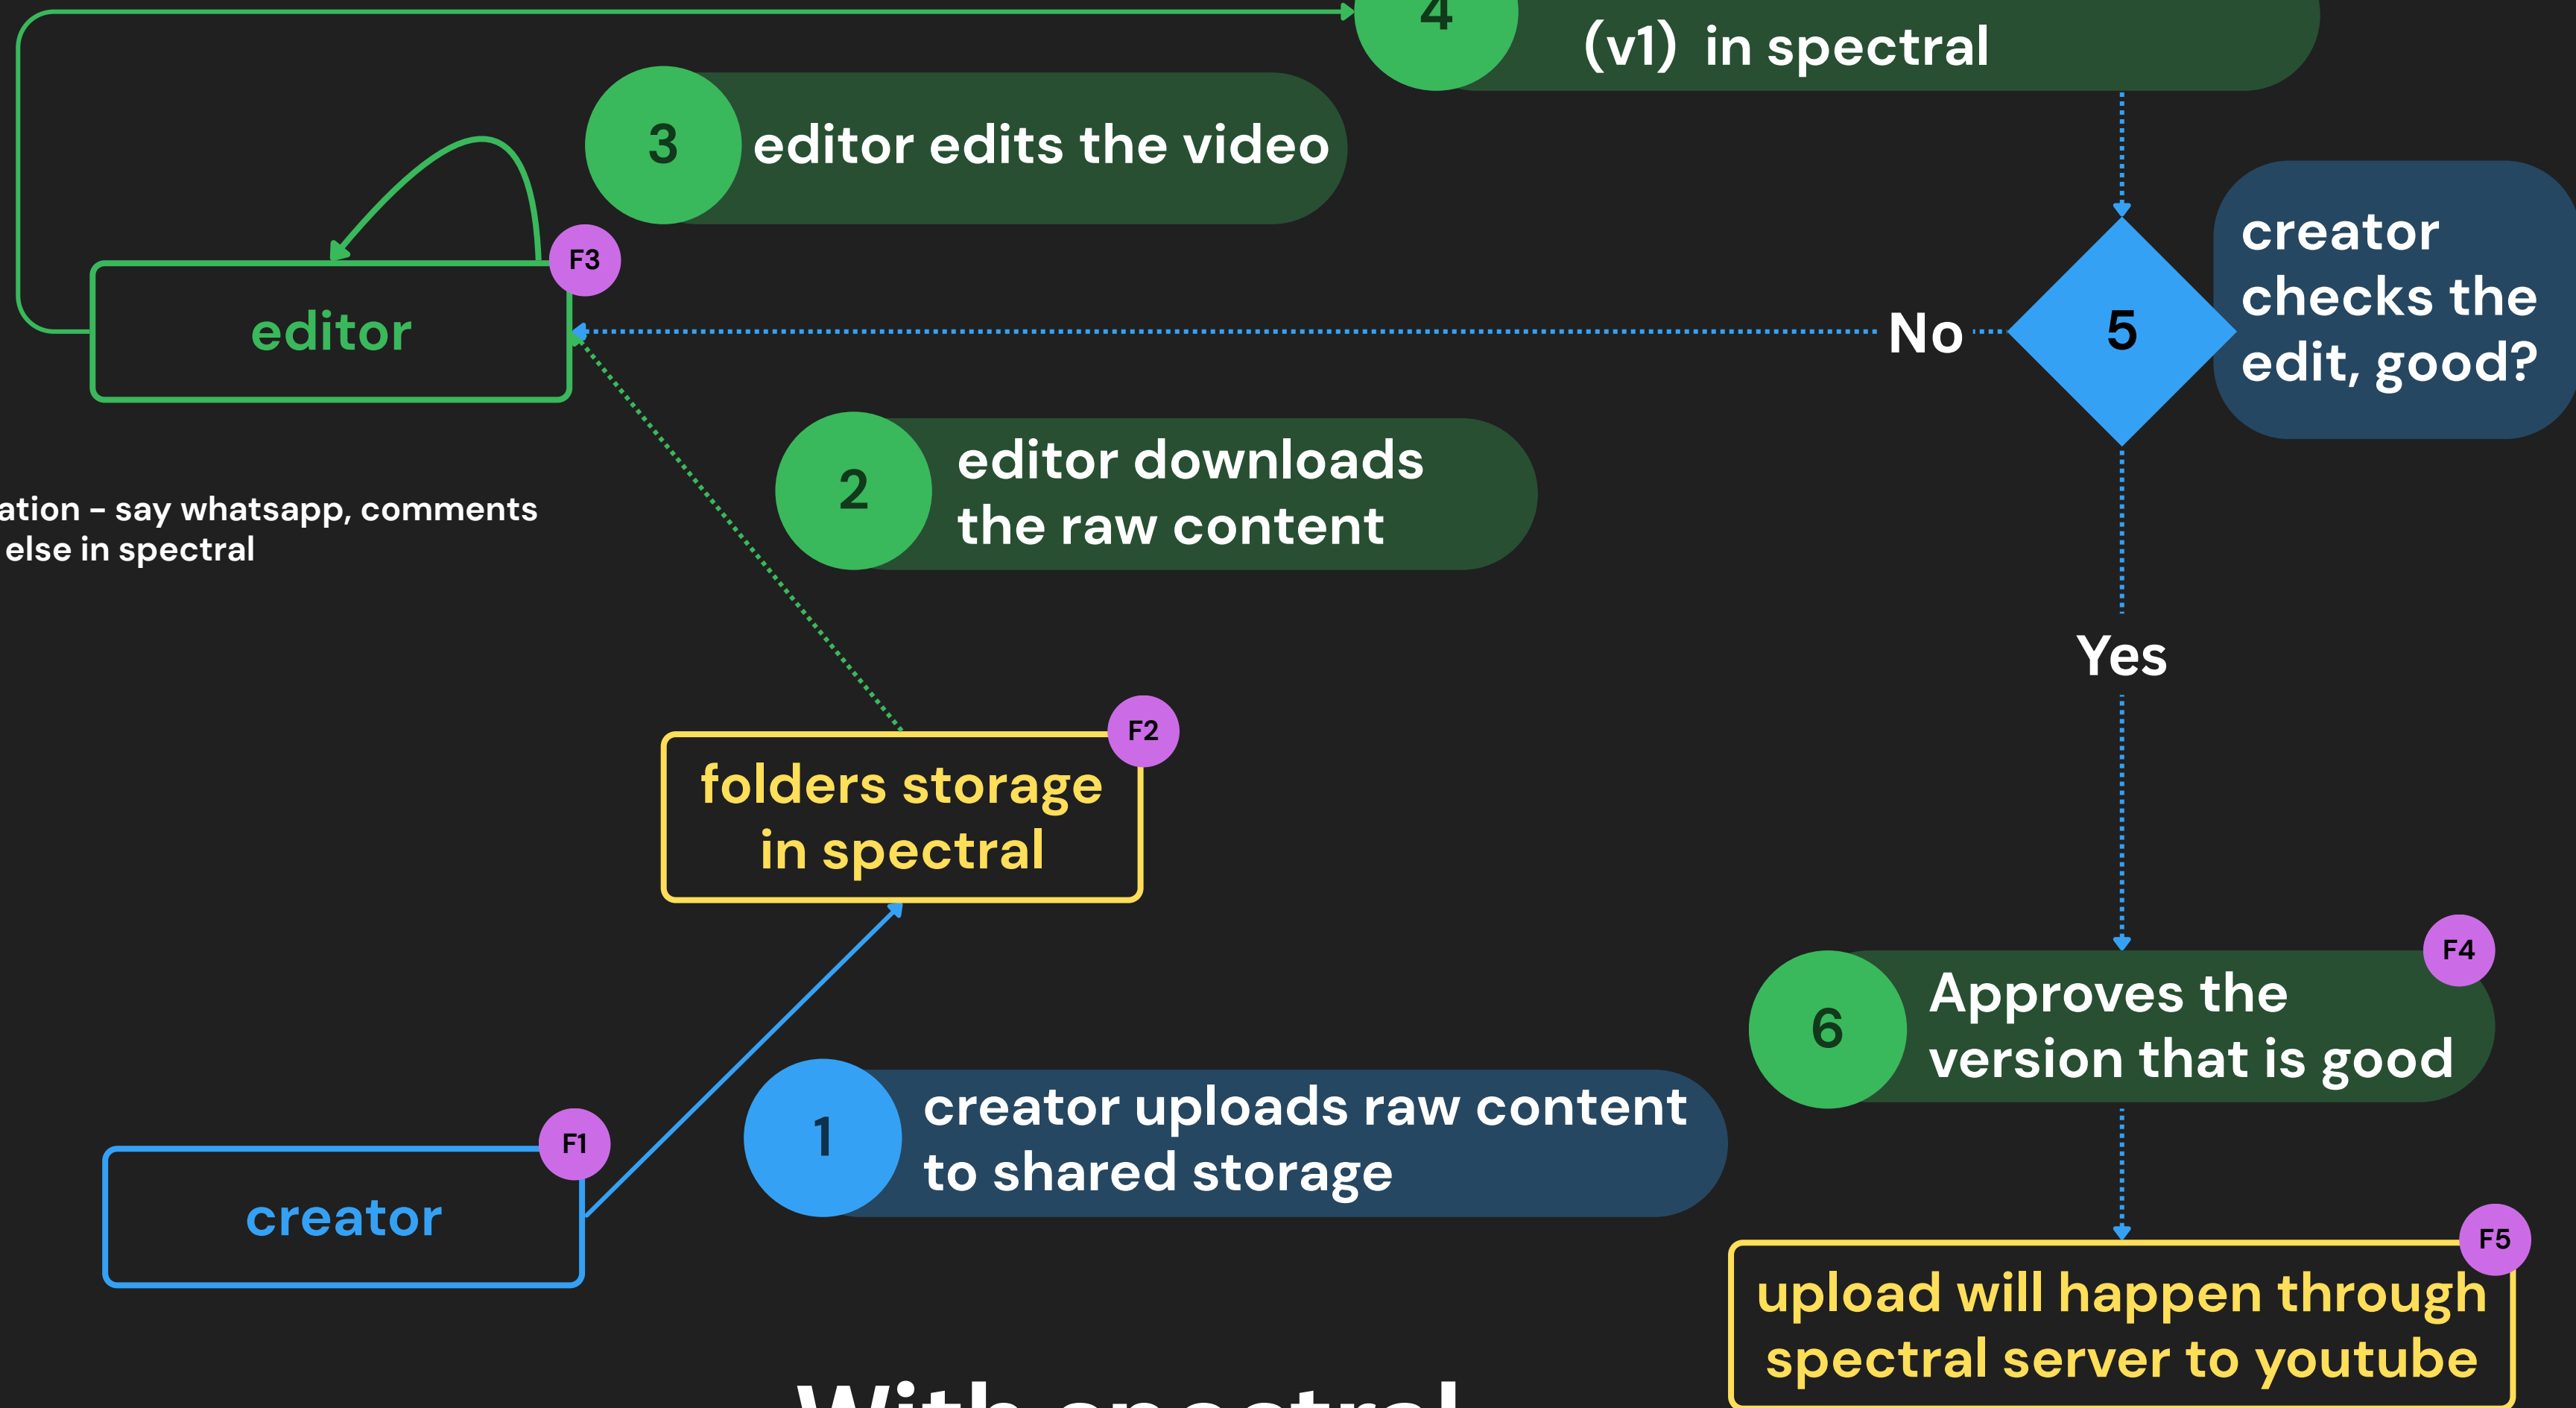 4
(v1) in spectral
3
editor edits the video
F3
editor
No
5
creator
checks the
edit, good?
2
editor downloads
the raw content
ation - say whatsapp, comments
else in spectral
Yes
F2
folders storage
in spectral
F4
6
Approves the
version that is good
F1
creator
1
creator uploads raw content
to shared storage
F5
upload will happen through
spectral server to youtube
With spectral